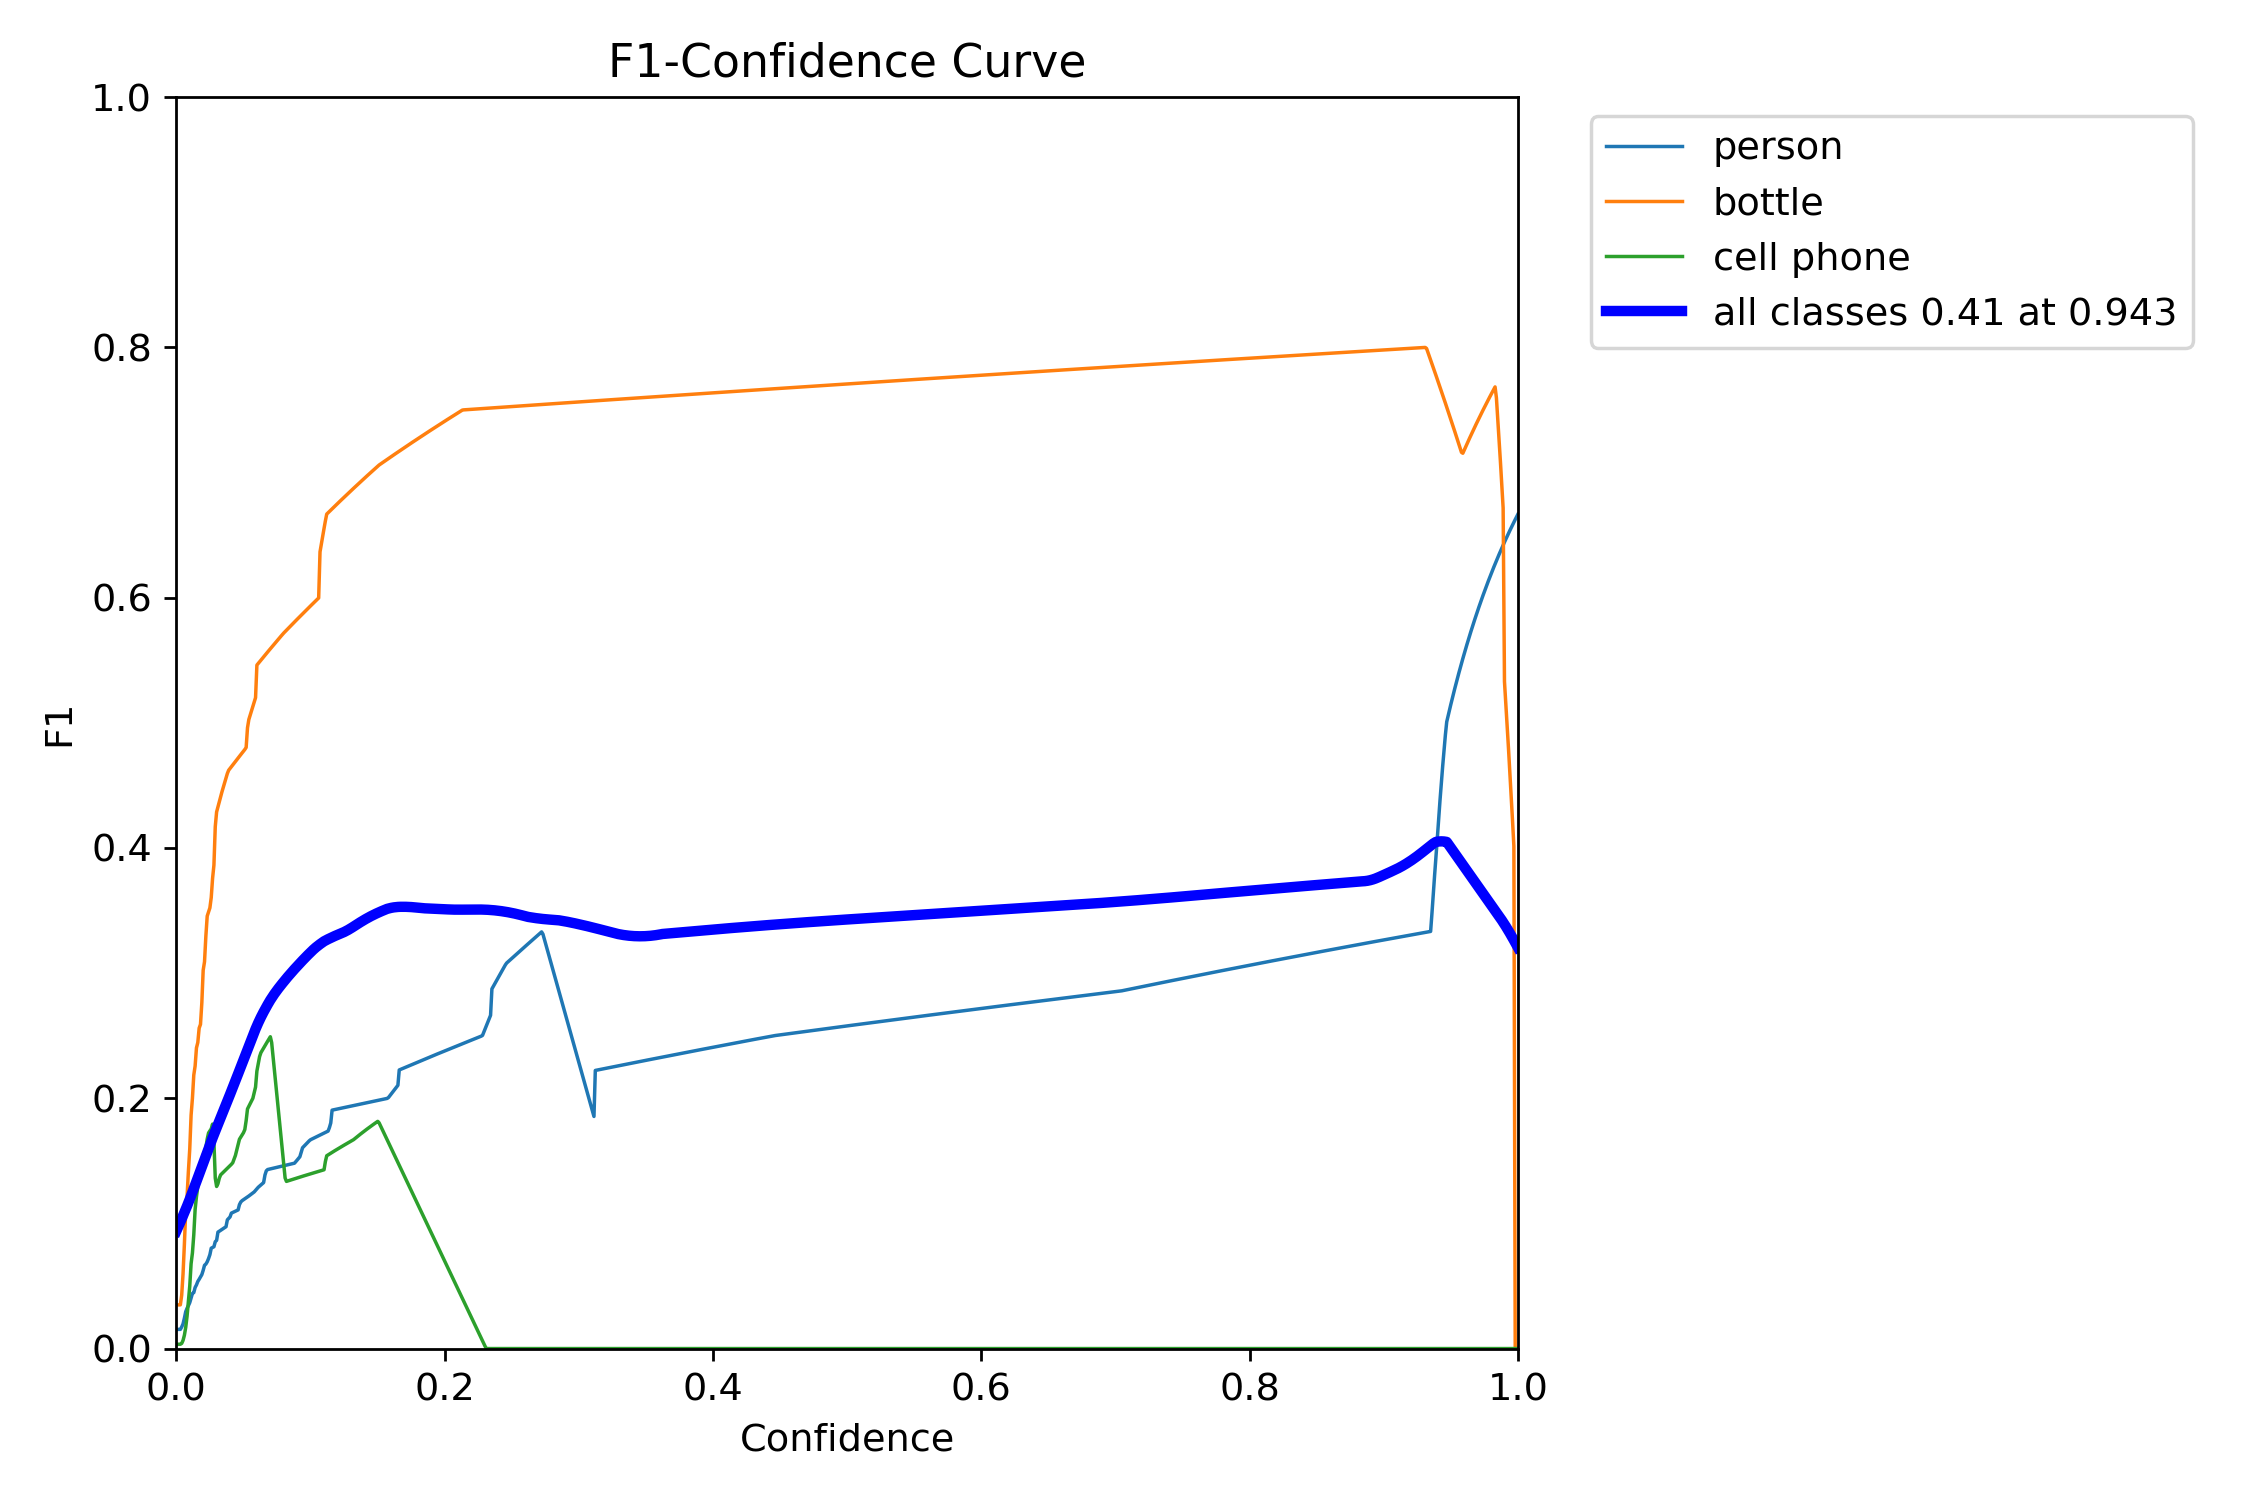 F1-Confidence Curve
1.0
0.8
0.6
0.4
0.2
0.0
F1
0.0 0.2 0.4 0.6 0.8 1.0
Confidence
person
bottle
cell phone
all classes 0.41 at 0.943